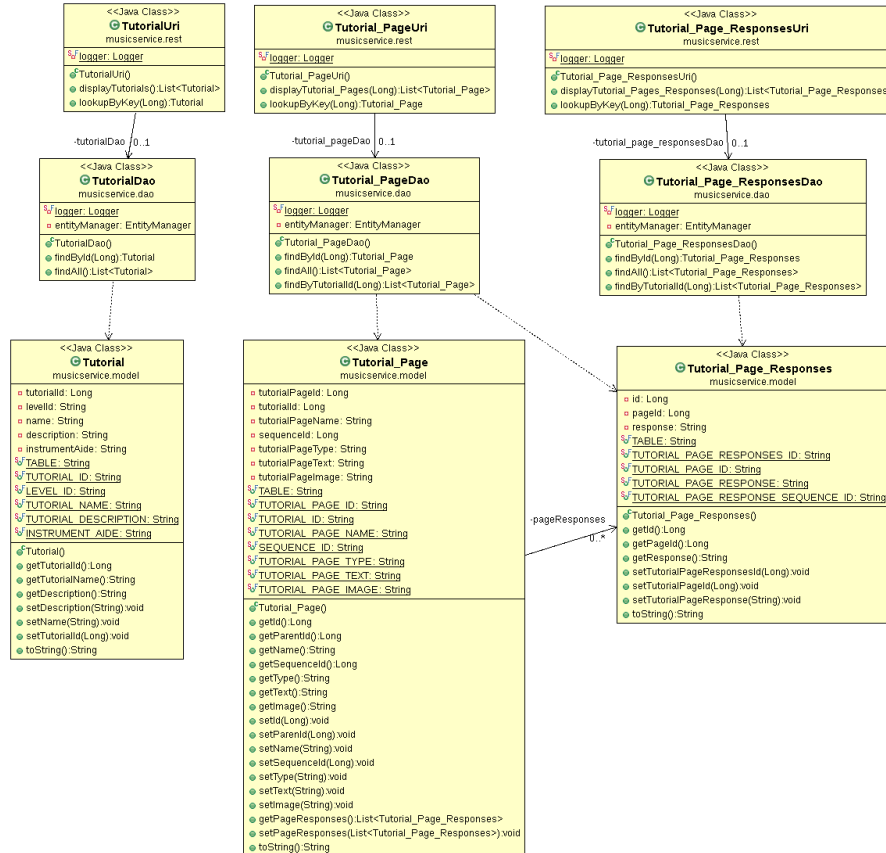 <<Java Class>>
TutorialUri
musicservice.rest
logger: Logger
TutorialUri()
displayTutorials():List<Tutorial>
lookupByKey(Long):Tutorial
<<Java Class>>
Tutorial_PageUri
musicservice.rest
logger: Logger
Tutorial_PageUri()
displayTutorial_Pages(Long):List<Tutorial_Page>
lookupByKey(Long):Tutorial_Page
<<Java Class>>
Tutorial_Page_ResponsesUri
musicservice.rest
logger: Logger
Tutorial_Page_ResponsesUri()
displayTutorial_Pages_Responses(Long):List<Tutorial_Page_Responses
lookupByKey(Long):Tutorial_Page_Responses
-tutorialDao 0..1
-tutorial_pageDao 0..1
-tutorial_page_responsesDao 0..1
<<Java Class>>
TutorialDao
musicservice.dao
logger: Logger
entityManager: EntityManager
TutorialDao()
findById(Long):Tutorial
findAll():List<Tutorial>
<<Java Class>>
Tutorial_PageDao
musicservice.dao
logger: Logger
entityManager: EntityManager
Tutorial_PageDao()
findById(Long):Tutorial_Page
findAll():List<Tutorial_Page>
findByTutorialId(Long):List<Tutorial_Page>
<<Java Class>>
Tutorial_Page_ResponsesDao
musicservice.dao
logger: Logger
entityManager: EntityManager
Tutorial_Page_ResponsesDao()
findById(Long):Tutorial_Page_Responses
findAll():List<Tutorial_Page_Responses>
findByTutorialId(Long):List<Tutorial_Page_Responses>
<<Java Class>>
Tutorial
musicservice.model
tutorialId: Long
levelId: String
name: String
description: String
instrumentAide: String
TABLE: String
TUTORIAL_ID: String
LEVEL_ID: String
TUTORIAL_NAME: String
TUTORIAL_DESCRIPTION: String
INSTRUMENT_AIDE: String
Tutorial()
getTutorialId():Long
getTutorialName():String
getDescription():String
setDescription(String):void
setName(String):void
setTutorialId(Long):void
toString():String
<<Java Class>>
Tutorial_Page
musicservice.model
tutorialPageId: Long
tutorialId: Long
tutorialPageName: String
sequenceId: Long
tutorialPageType: String
tutorialPageText: String
tutorialPageImage: String
TABLE: String
TUTORIAL_PAGE_ID: String
TUTORIAL_ID: String
TUTORIAL_PAGE_NAME: String
SEQUENCE_ID: String
TUTORIAL_PAGE_TYPE: String
TUTORIAL_PAGE_TEXT: String
TUTORIAL_PAGE_IMAGE: String
Tutorial_Page()
getId():Long
getParentId():Long
getName():String
getSequenceId():Long
getType():String
getText():String
getImage():String
setId(Long):void
setParenId(Long):void
setName(String):void
setSequenceId(Long):void
setType(String):void
setText(String):void
setImage(String):void
getPageResponses():List<Tutorial_Page_Responses>
setPageResponses(List<Tutorial_Page_Responses>):void
toString():String
-pageResponses
0..*
<<Java Class>>
Tutorial_Page_Responses
musicservice.model
id: Long
pageId: Long
response: String
TABLE: String
TUTORIAL_PAGE_RESPONSES_ID: String
TUTORIAL_PAGE_ID: String
TUTORIAL_PAGE_RESPONSE: String
TUTORIAL_PAGE_RESPONSE_SEQUENCE_ID: String
Tutorial_Page_Responses()
getId():Long
getPageId():Long
getResponse():String
setTutorialPageResponsesId(Long):void
setTutorialPageId(Long):void
setTutorialPageResponse(String):void
toString():String